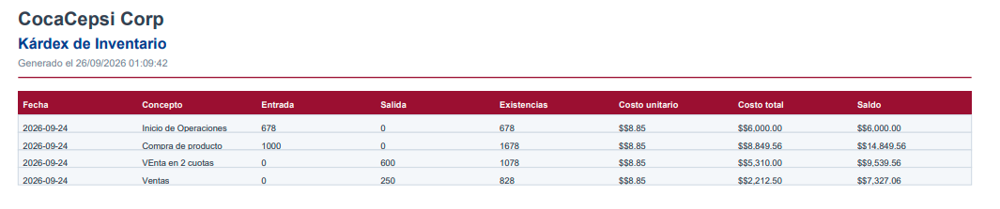 CocaCepsi Corp
Kárdex de Inventario
Generado el 26/09/2026 01:09:42
Fecha Concepto Entrada Salida Existencias Costo unitario Costo total Saldo
2026-09-24 Inicio de Operaciones 678 0 678 $$8.85 $$6,000.00 $$6,000.00
2026-09-24 Compra de producto 1000 0 1678 $$8.85 $$8,849.56 $$14,849.56
2026-09-24 VEnta en 2 cuotas 0 600 1078 $$8.85 $$5,310.00 $$9,539.56
2026-09-24 Ventas 0 250 828 $$8.85 $$2,212.50 $$7,327.06